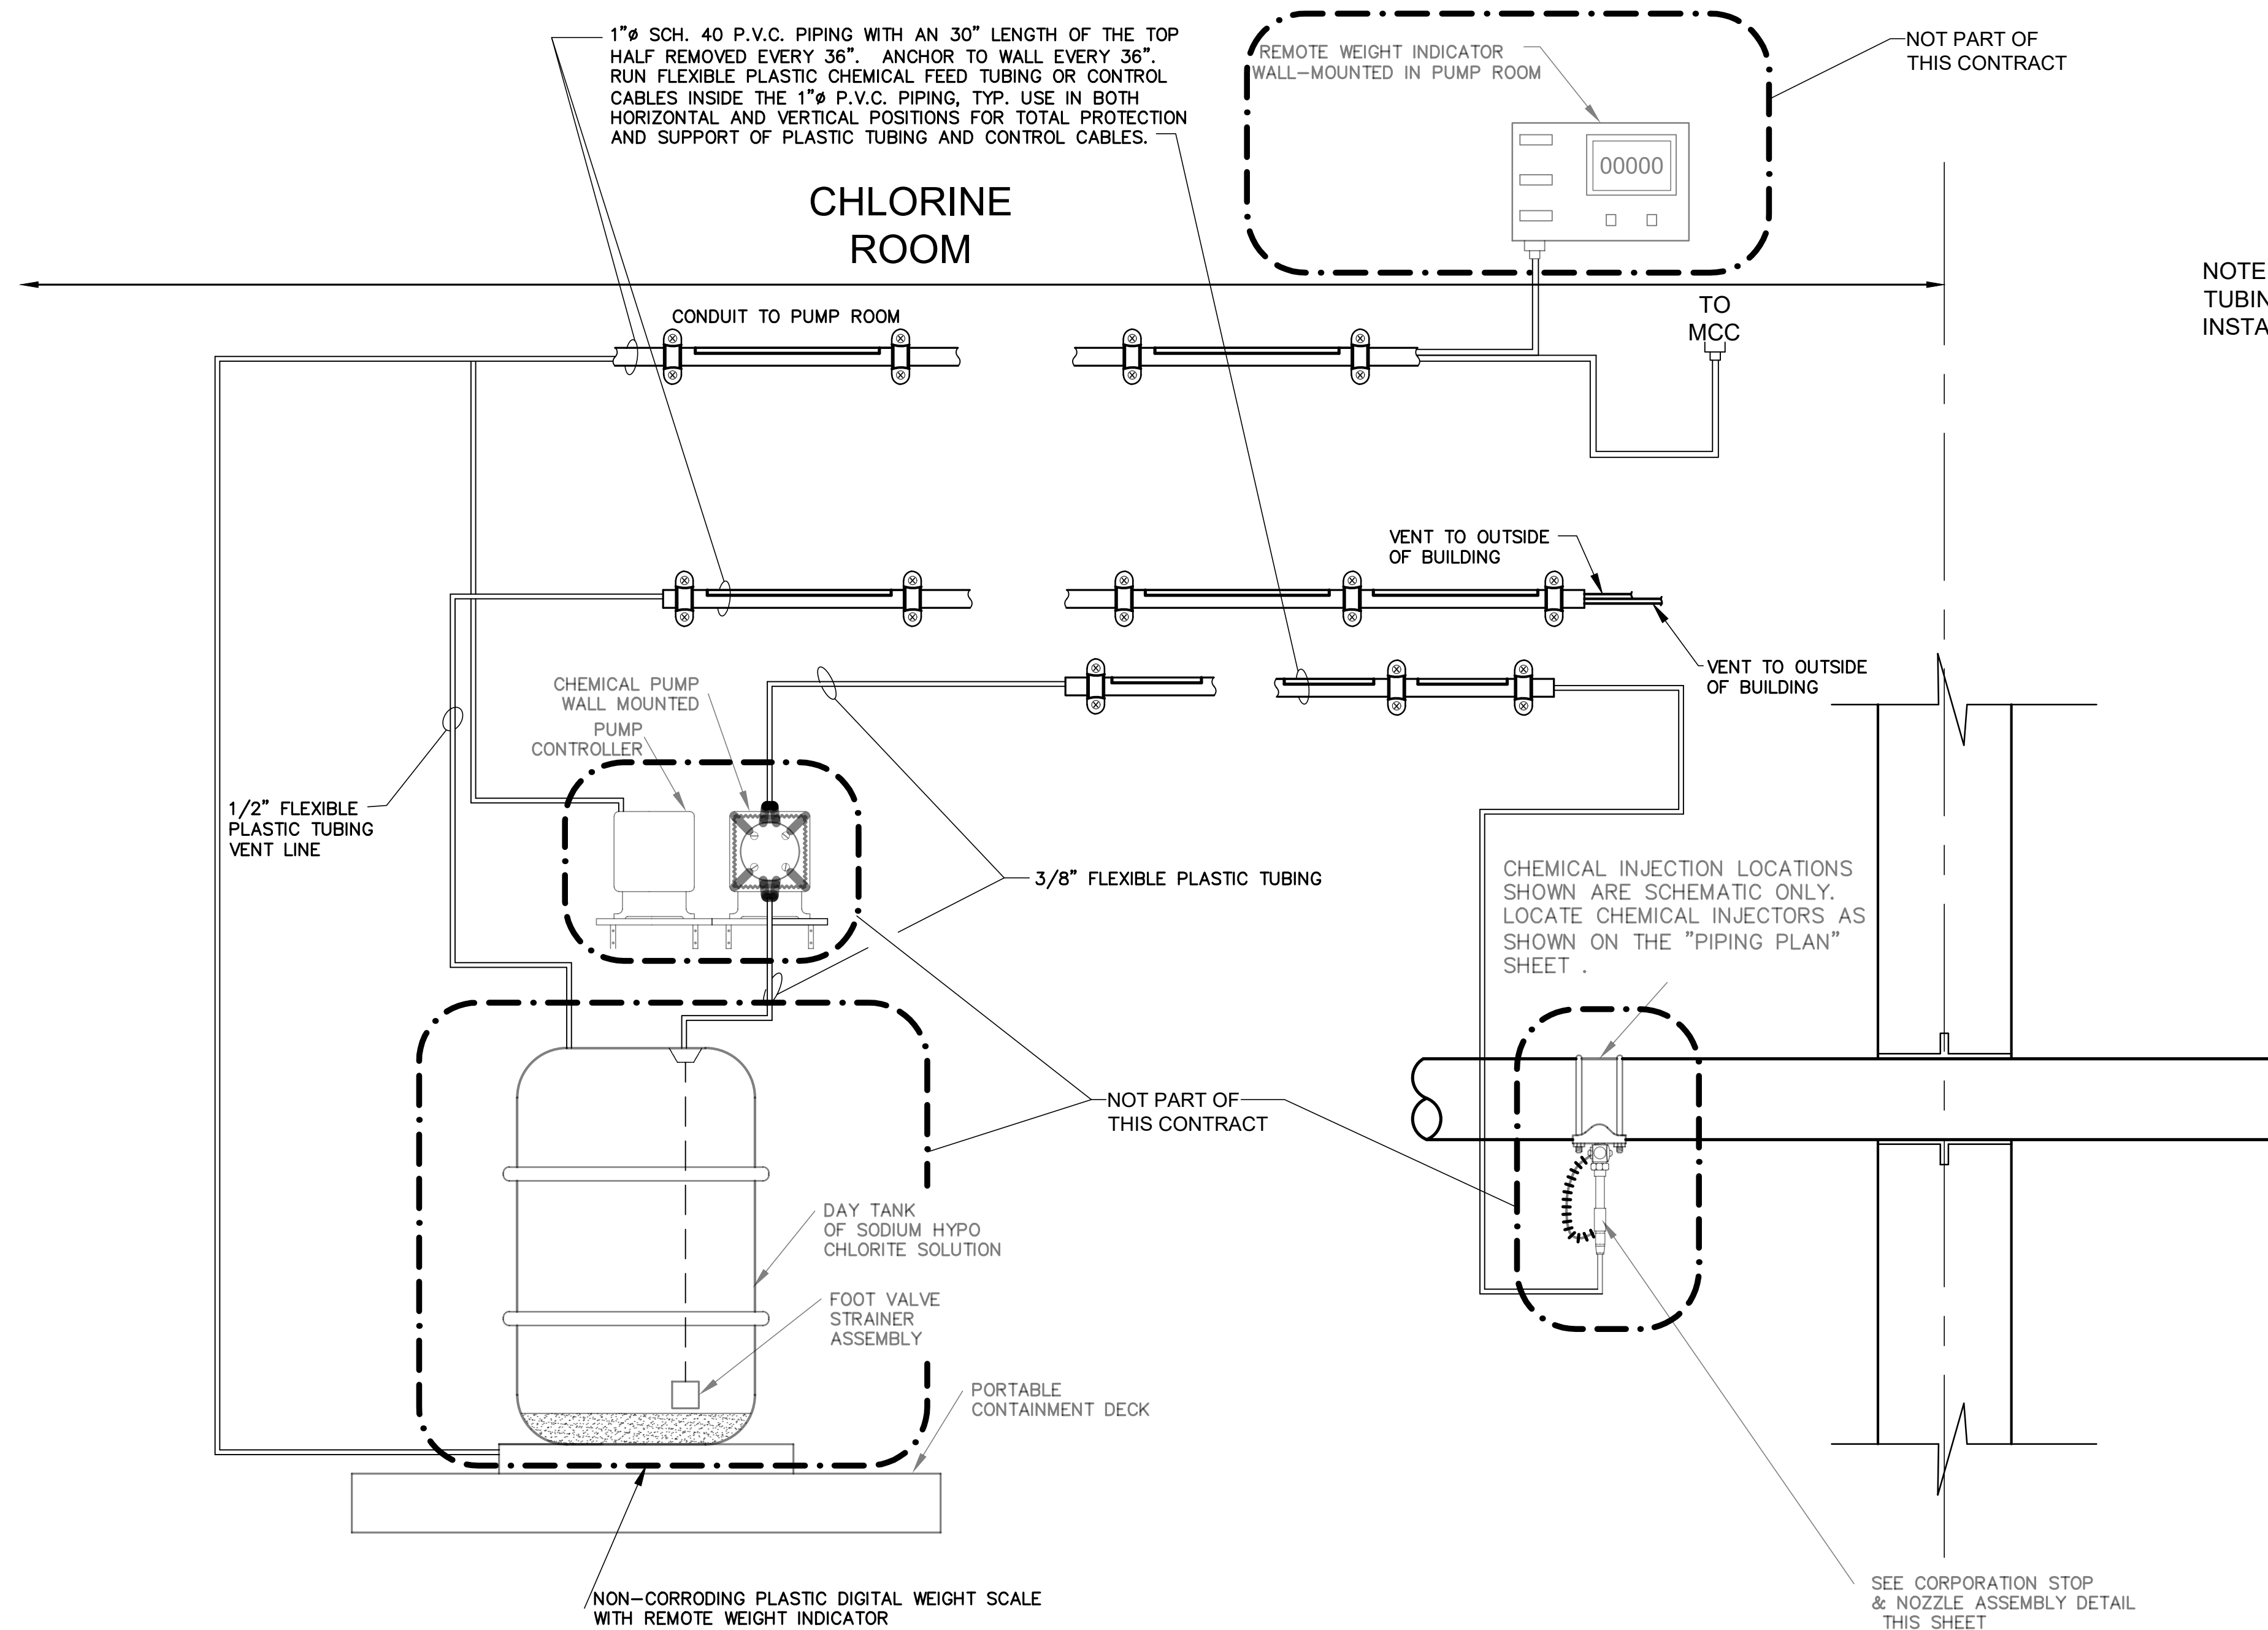 1"ø SCH. 40 P.V.C. PIPING WITH AN 30" LENGTH OF THE TOP
HALF REMOVED EVERY 36". ANCHOR TO WALL EVERY 36".
RUN FLEXIBLE PLASTIC CHEMICAL FEED TUBING OR CONTROL
CABLES INSIDE THE 1"ø P.V.C. PIPING, TYP. USE IN BOTH
HORIZONTAL AND VERTICAL POSITIONS FOR TOTAL PROTECTION
AND SUPPORT OF PLASTIC TUBING AND CONTROL CABLES.
REMOTE WEIGHT INDICATOR
WALL-MOUNTED IN PUMP ROOM
NOT PART OF
THIS CONTRACT
00000
CHLORINE
ROOM
NOTE
TUBIN
INSTA
CONDUIT TO PUMP ROOM
TO
MCC
VENT TO OUTSIDE
OF BUILDING
VENT TO OUTSIDE
OF BUILDING
CHEMICAL PUMP
WALL MOUNTED
PUMP
CONTROLLER
1/2" FLEXIBLE
PLASTIC TUBING
VENT LINE
3/8" FLEXIBLE PLASTIC TUBING
CHEMICAL INJECTION LOCATIONS
SHOWN ARE SCHEMATIC ONLY.
LOCATE CHEMICAL INJECTORS AS
SHOWN ON THE "PIPING PLAN"
SHEET .
NOT PART OF
THIS CONTRACT
DAY TANK
OF SODIUM HYPO
CHLORITE SOLUTION
FOOT VALVE
STRAINER
ASSEMBLY
PORTABLE
CONTAINMENT DECK
NON-CORRODING PLASTIC DIGITAL WEIGHT SCALE
WITH REMOTE WEIGHT INDICATOR
SEE CORPORATION STOP
& NOZZLE ASSEMBLY DETAIL
THIS SHEET